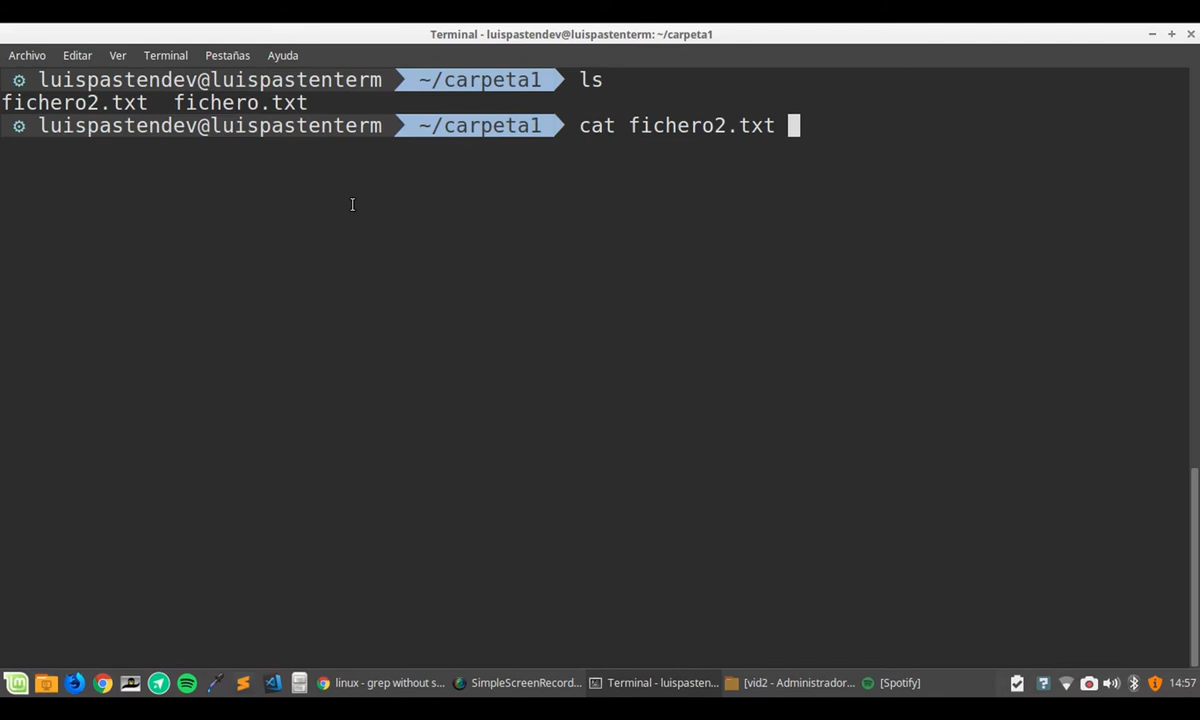 Terminal - luispastendev@luispastenterm: ~/carpeta1
Archivo Editar Ver Terminal Pestañas Ayuda
luispastendev@luispastenterm ~/carpeta1 ls
fichero2.txt fichero.txt
luispastendev@luispastenterm ~/carpeta1 cat fichero2.txt
linux - grep without s... SimpleScreenRecord... Terminal - luispasten... [vid2 - Administrador... [Spotify] 14:57